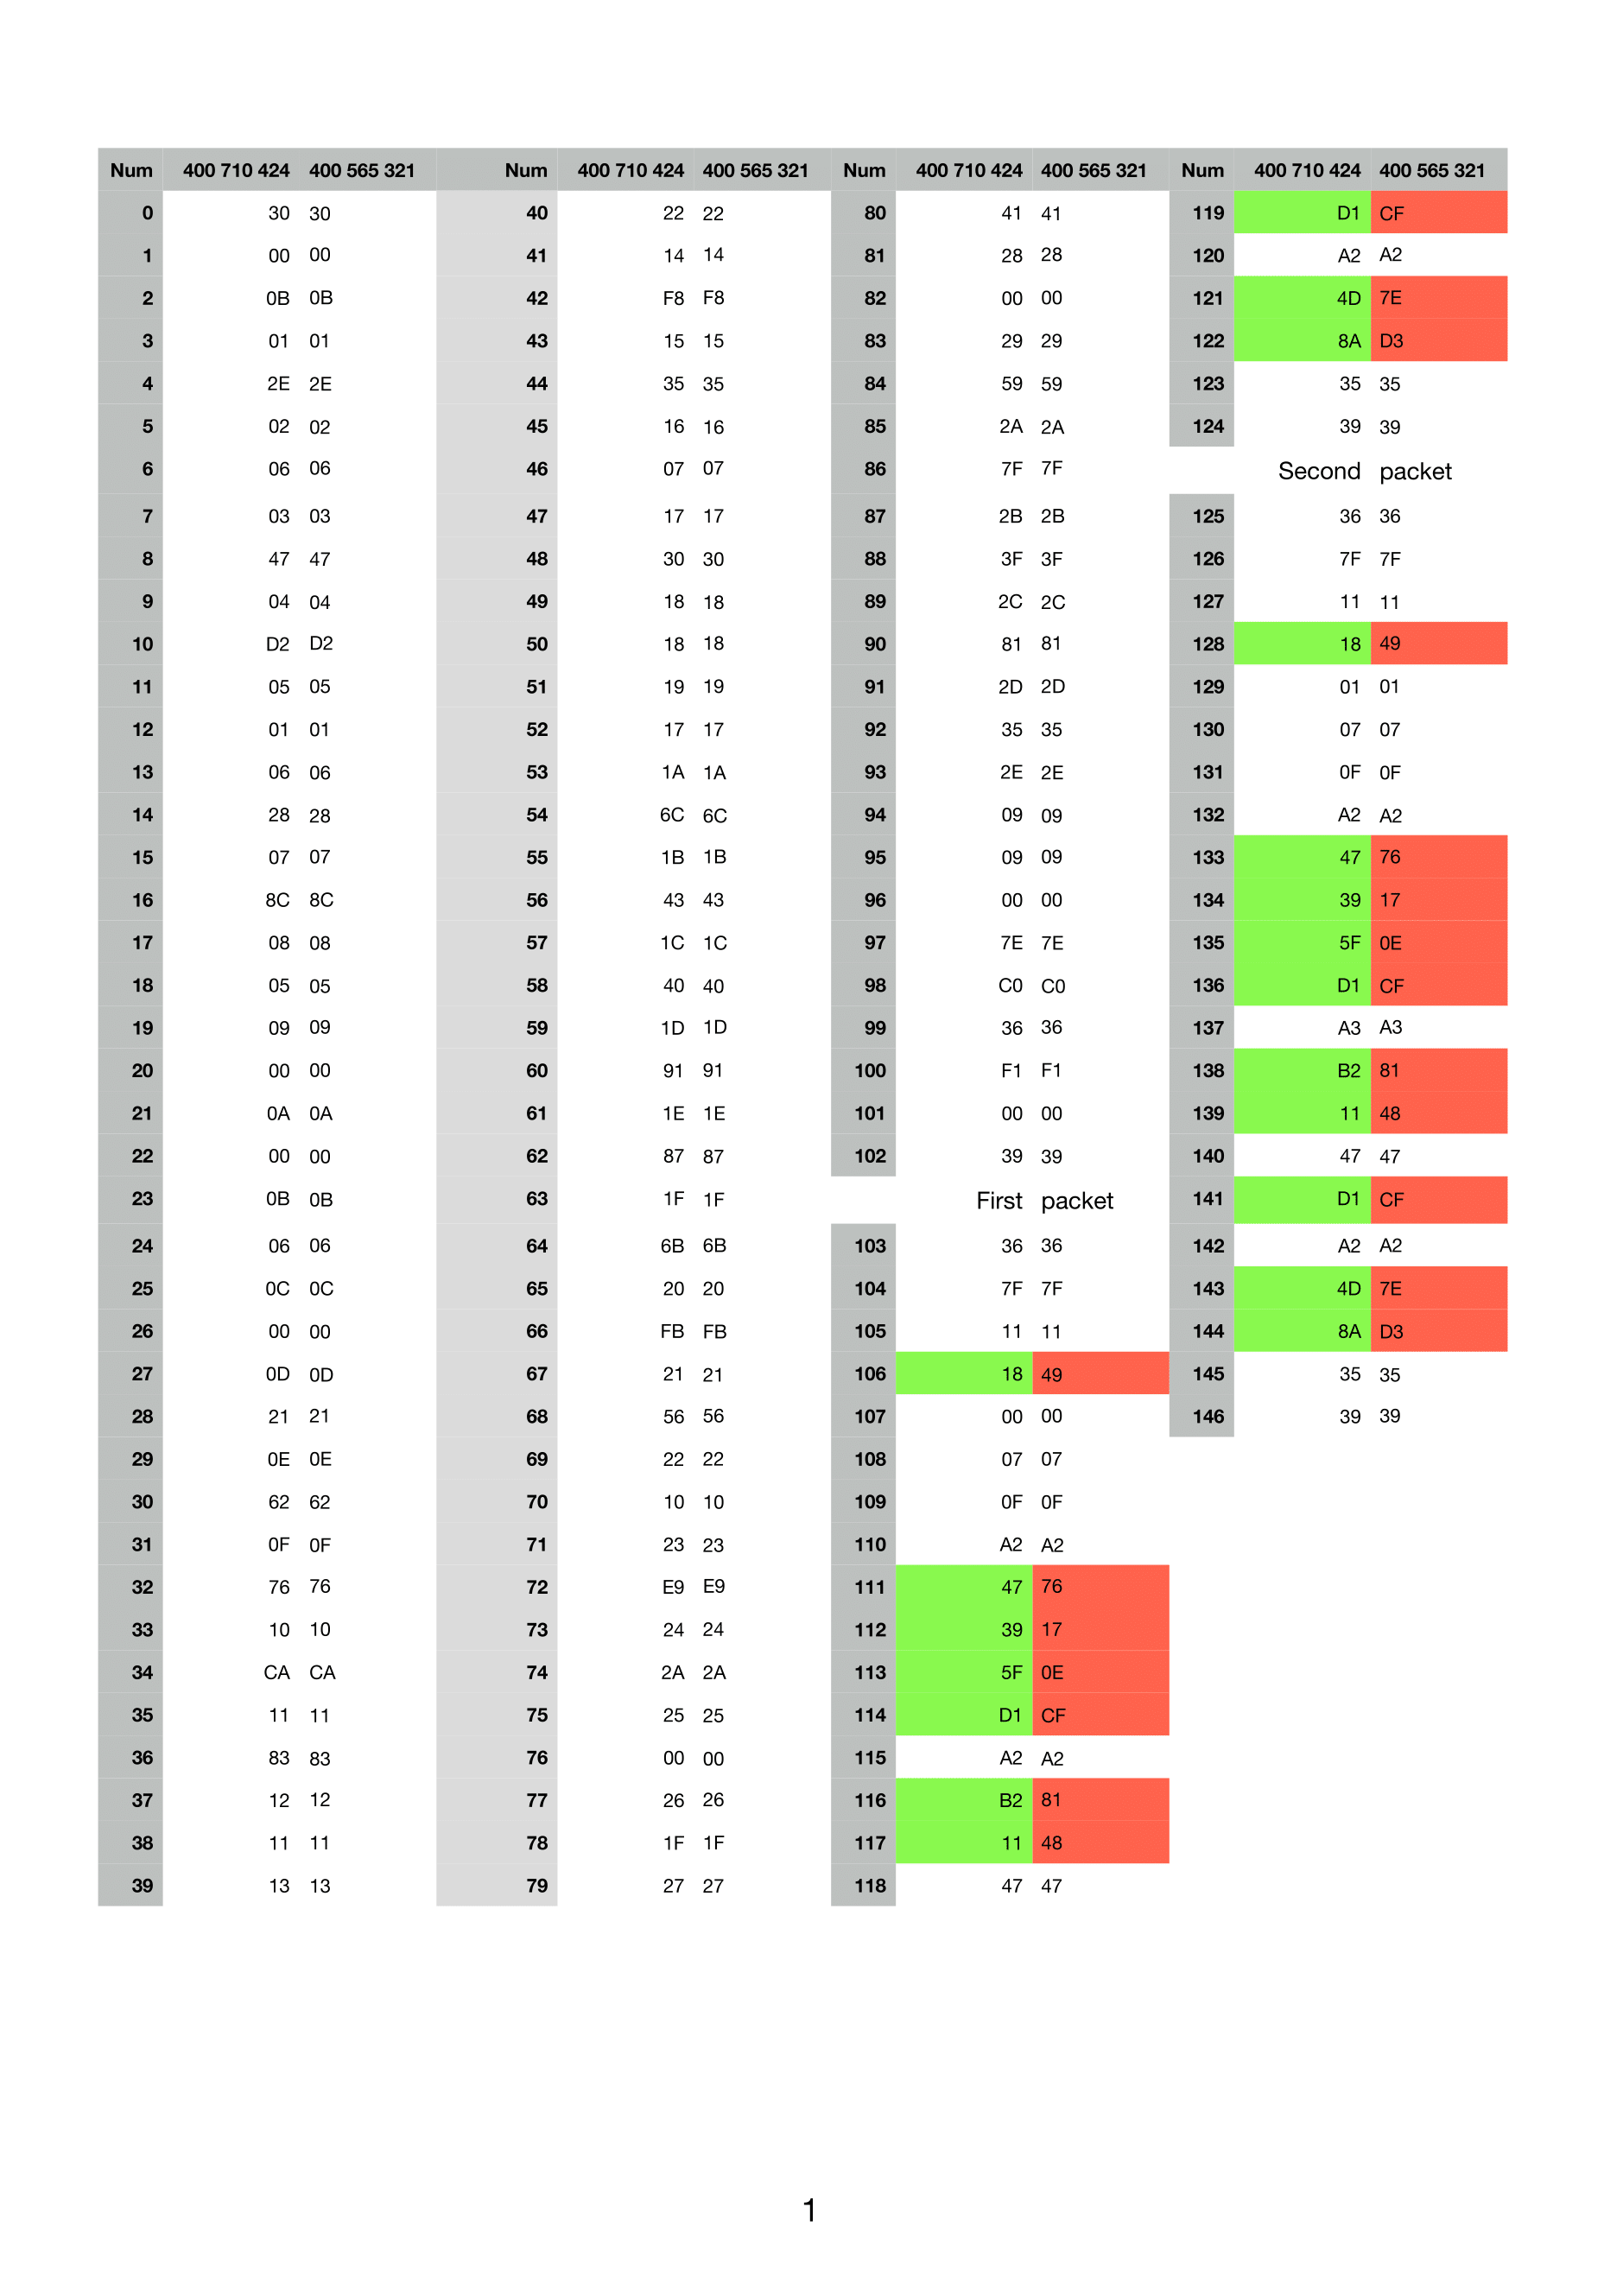 Num 400 710 424 400 565 321 Num 400 710 424 400 565 321 Num 400 710 424 400 565 321 Num 400 710 424 400 565 321
0 30 30 40 22 22 80 41 41 119 D1 CF
1 00 00 41 14 14 81 28 28 120 A2 A2
2 0B 0B 42 F8 F8 82 00 00 121 4D 7E
3 01 01 43 15 15 83 29 29 122 8A D3
4 2E 2E 44 35 35 84 59 59 123 35 35
5 02 02 45 16 16 85 2A 2A 124 39 39
6 06 06 46 07 07 86 7F 7F Second packet
7 03 03 47 17 17 87 2B 2B 125 36 36
8 47 47 48 30 30 88 3F 3F 126 7F 7F
9 04 04 49 18 18 89 2C 2C 127 11 11
10 D2 D2 50 18 18 90 81 81 128 18 49
11 05 05 51 19 19 91 2D 2D 129 01 01
12 01 01 52 17 17 92 35 35 130 07 07
13 06 06 53 1A 1A 93 2E 2E 131 0F 0F
14 28 28 54 6C 6C 94 09 09 132 A2 A2
15 07 07 55 1B 1B 95 09 09 133 47 76
16 8C 8C 56 43 43 96 00 00 134 39 17
17 08 08 57 1C 1C 97 7E 7E 135 5F 0E
18 05 05 58 40 40 98 C0 C0 136 D1 CF
19 09 09 59 1D 1D 99 36 36 137 A3 A3
20 00 00 60 91 91 100 F1 F1 138 B2 81
21 0A 0A 61 1E 1E 101 00 00 139 11 48
22 00 00 62 87 87 102 39 39 140 47 47
23 0B 0B 63 1F 1F First packet 141 D1 CF
24 06 06 64 6B 6B 103 36 36 142 A2 A2
25 0C 0C 65 20 20 104 7F 7F 143 4D 7E
26 00 00 66 FB FB 105 11 11 144 8A D3
27 0D 0D 67 21 21 106 18 49 145 35 35
28 21 21 68 56 56 107 00 00 146 39 39
29 0E 0E 69 22 22 108 07 07
30 62 62 70 10 10 109 0F 0F
31 0F 0F 71 23 23 110 A2 A2
32 76 76 72 E9 E9 111 47 76
33 10 10 73 24 24 112 39 17
34 CA CA 74 2A 2A 113 5F 0E
35 11 11 75 25 25 114 D1 CF
36 83 83 76 00 00 115 A2 A2
37 12 12 77 26 26 116 B2 81
38 11 11 78 1F 1F 117 11 48
39 13 13 79 27 27 118 47 47
1